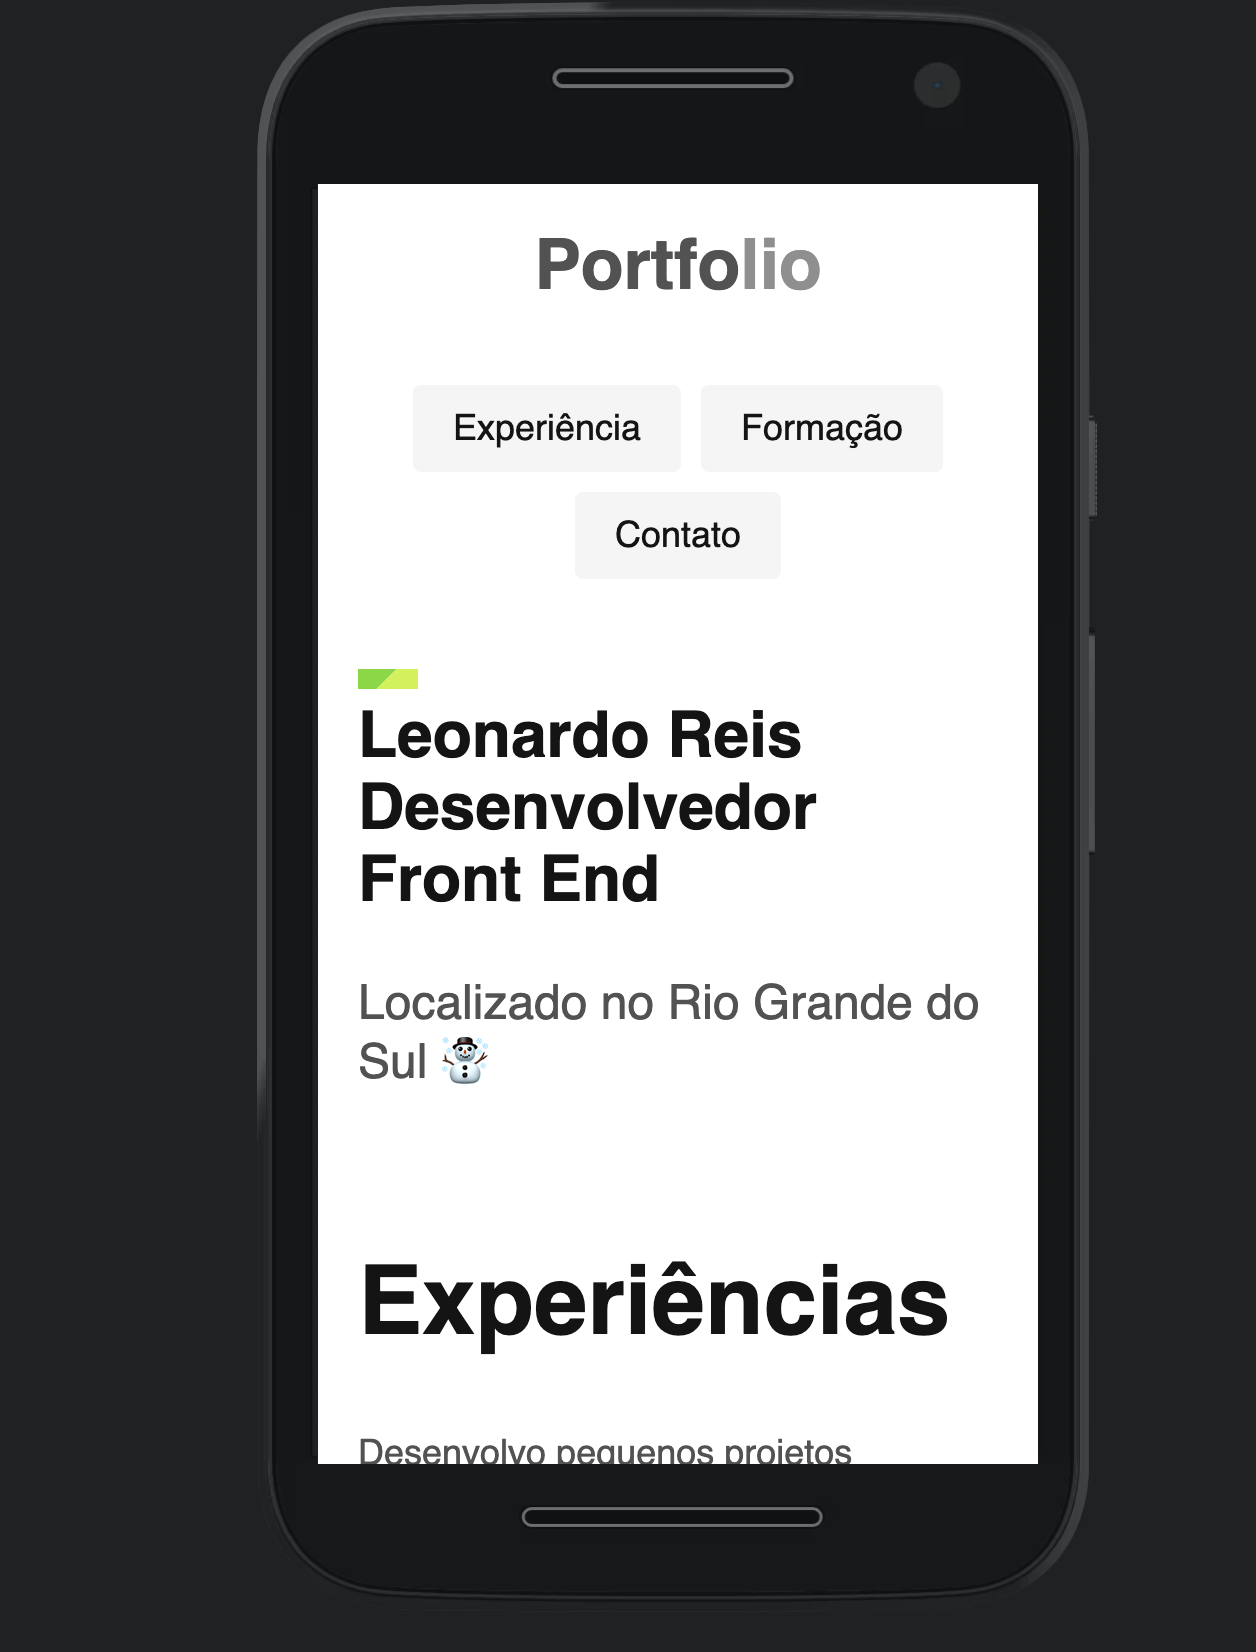 Portfolio
Experiência Formação
Contato
Leonardo Reis
Desenvolvedor
Front End
Localizado no Rio Grande do
Sul ☃️
Experiências
Desenvolvo pequenos projetos